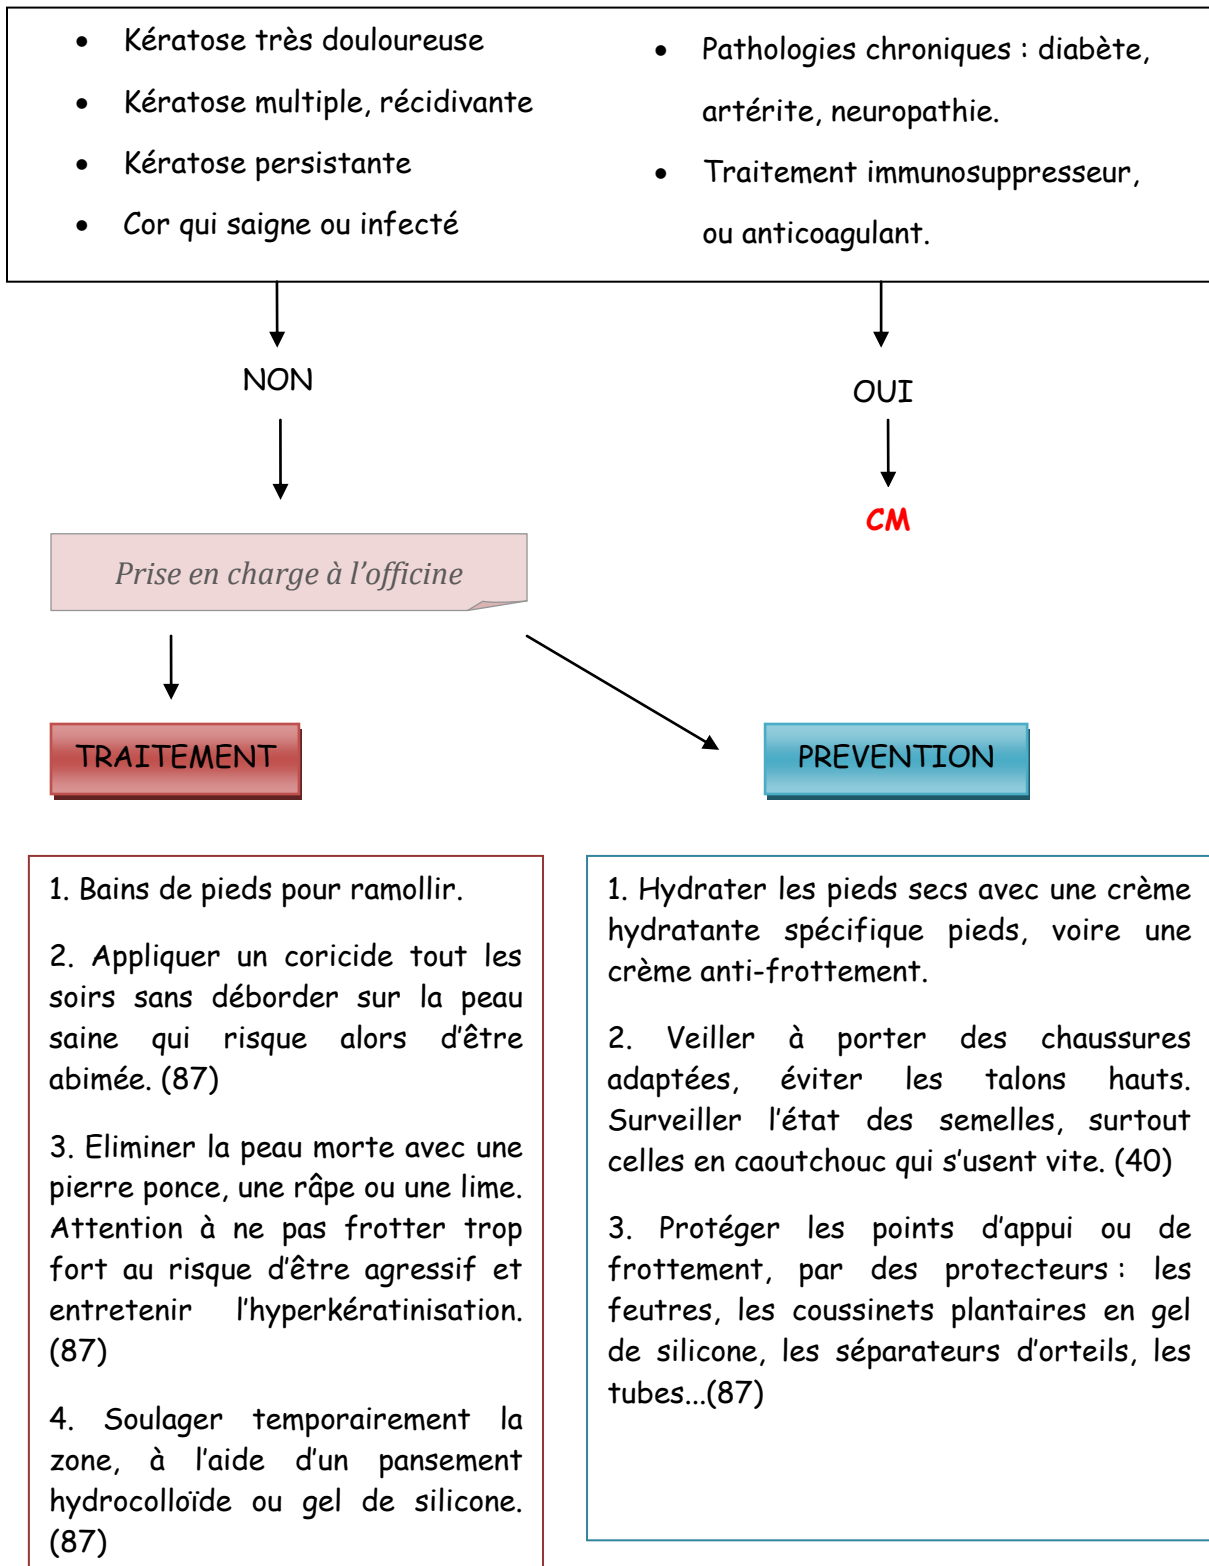 • Kératose très douloureuse
• Kératose multiple, récidivante
• Kératose persistante
• Cor qui saigne ou infecté
• Pathologies chroniques : diabète,
artérite, neuropathie.
• Traitement immunosuppresseur,
ou anticoagulant.
NON
OUI
CM
Prise en charge à l’officine
TRAITEMENT
PREVENTION
1. Bains de pieds pour ramollir.
2. Appliquer un coricide tout les
soirs sans déborder sur la peau
saine qui risque alors d’être
abimée. (87)
3. Eliminer la peau morte avec une
pierre ponce, une râpe ou une lime.
Attention à ne pas frotter trop
fort au risque d’être agressif et
entretenir l’hyperkératinisation.
(87)
4. Soulager temporairement la
zone, à l’aide d’un pansement
hydrocolloïde ou gel de silicone.
(87)
1. Hydrater les pieds secs avec une crème
hydratante spécifique pieds, voire une
crème anti-frottement.
2. Veiller à porter des chaussures
adaptées, éviter les talons hauts.
Surveiller l’état des semelles, surtout
celles en caoutchouc qui s’usent vite. (40)
3. Protéger les points d’appui ou de
frottement, par des protecteurs : les
feutres, les coussinets plantaires en gel
de silicone, les séparateurs d’orteils, les
tubes...(87)